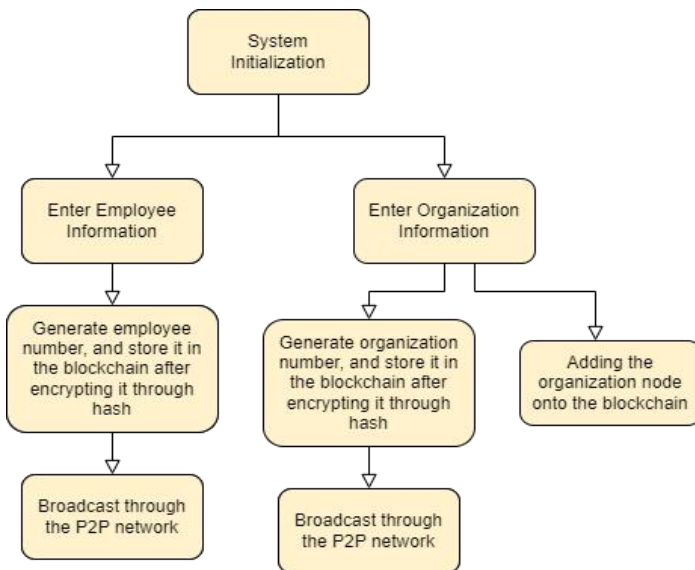 System
Initialization
Enter Employee
Information
Enter Organization
Information
Generate employee
number, and store it in
the blockchain after
encrypting it through
hash
Generate organization
number, and store it in
the blockchain after
encrypting it through
hash
Adding the
organization node
onto the blockchain
Broadcast through
the P2P network
Broadcast through
the P2P network